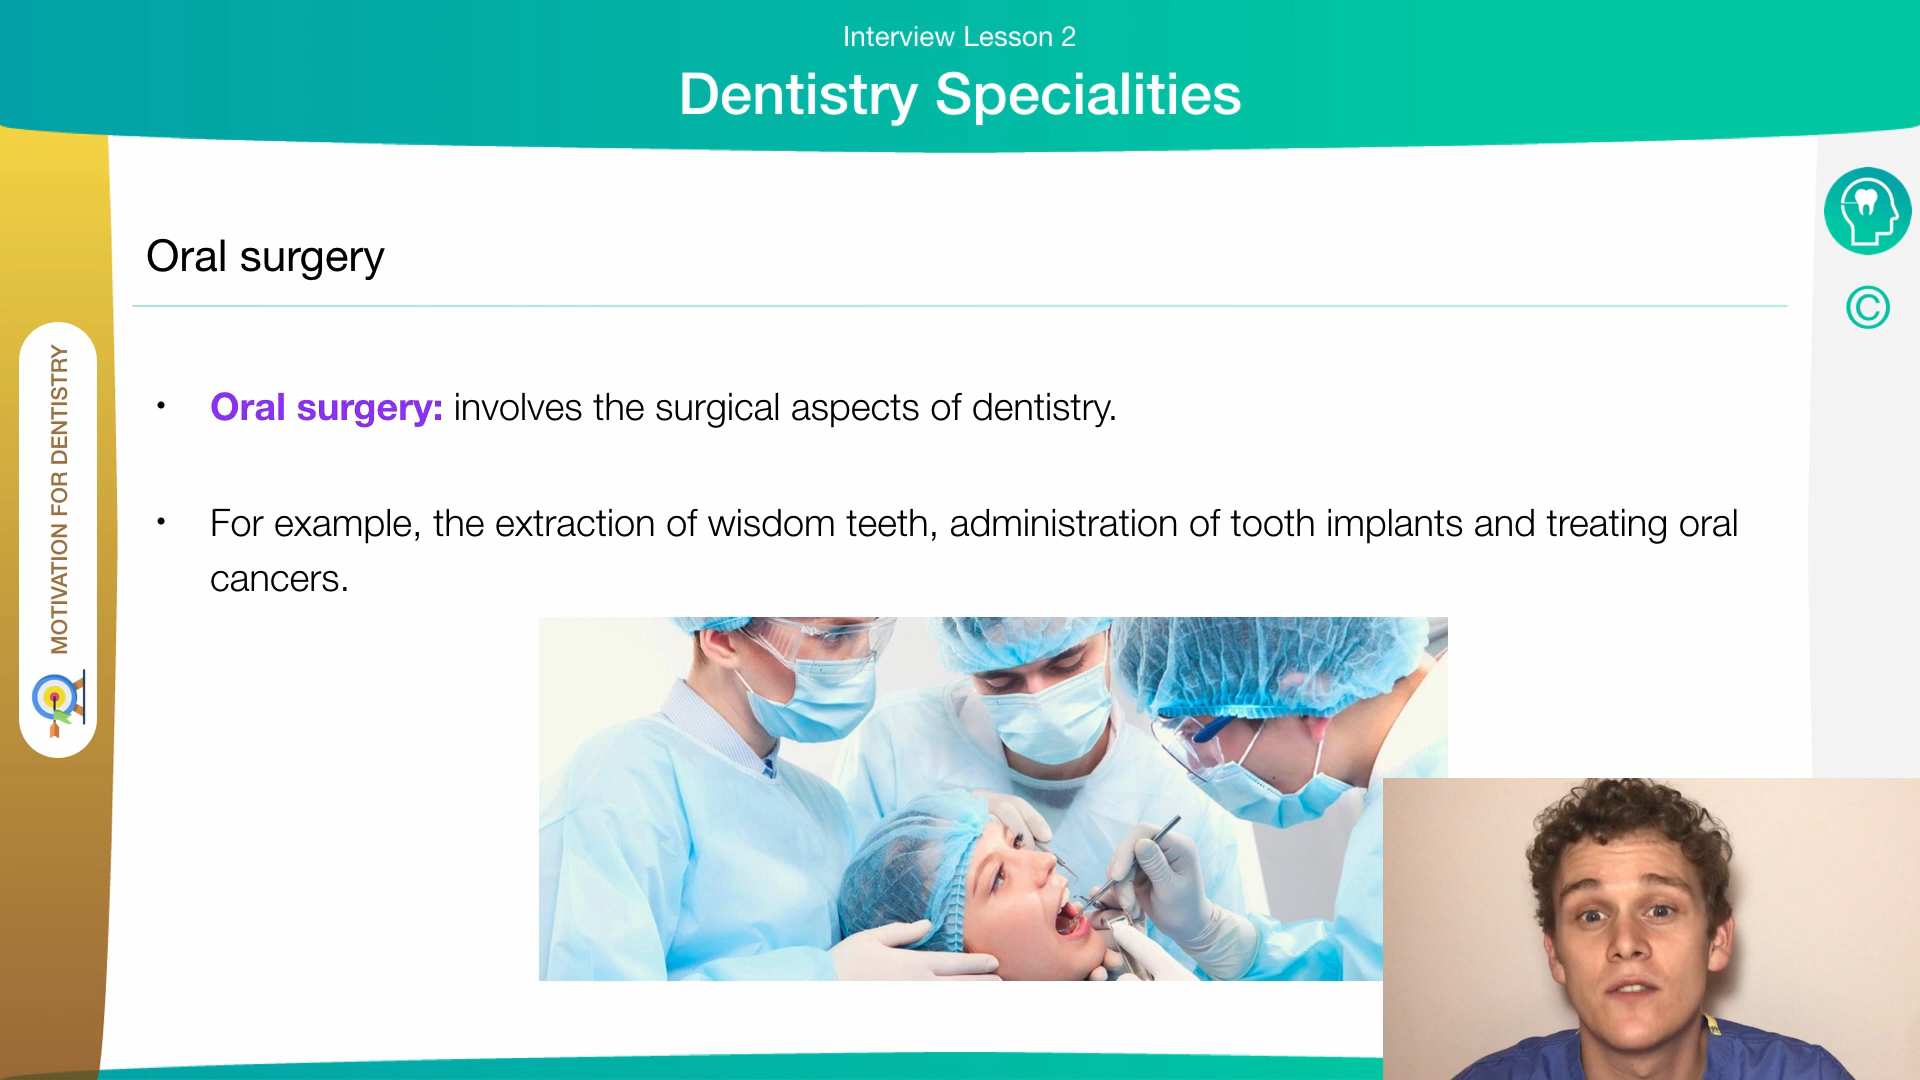 Interview Lesson 2
Dentistry Specialities
Oral surgery
• Oral surgery: involves the surgical aspects of dentistry.
• For example, the extraction of wisdom teeth, administration of tooth implants and treating oral
cancers.
MOTIVATION FOR DENTISTRY
©